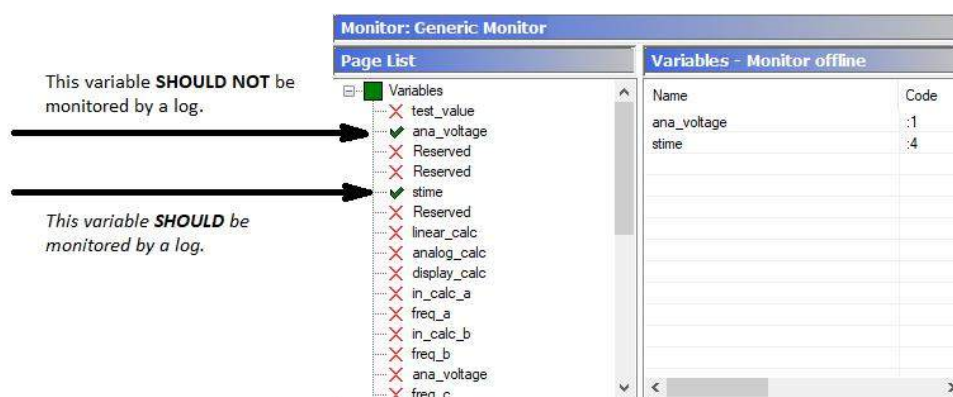 Monitor: Generic Monitor
Page List
Variables - Monitor offline
This variable SHOULD NOT be
monitored by a log.
This variable SHOULD be
monitored by a log.
Variables
test_value
ana_voltage
Reserved
Reserved
stime
Reserved
linear_calc
analog_calc
display_calc
in_calc_a
freq_a
in_calc_b
freq_b
ana_voltage
freq_c
Name Code
ana_voltage :1
stime :4